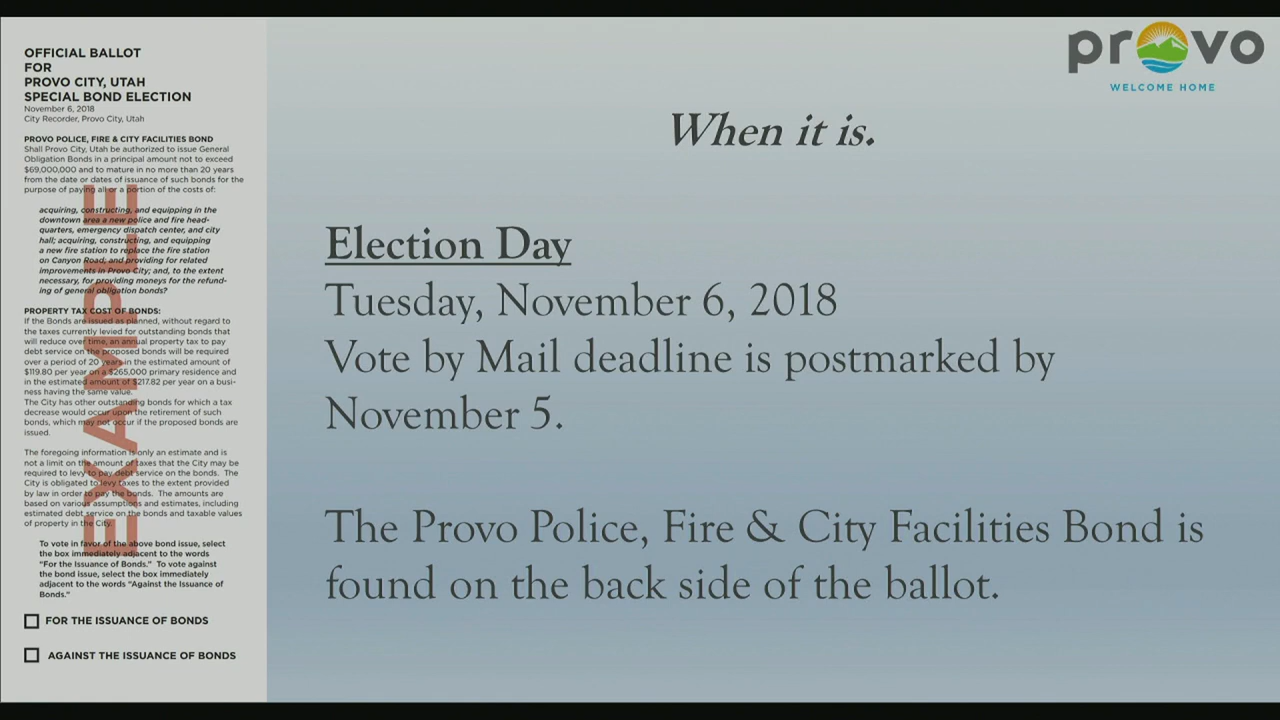 OFFICIAL BALLOT
FOR
PROVO CITY, UTAH
SPECIAL BOND ELECTION
November 6, 2018
City Recorder, Provo City, Utah
PROVO POLICE, FIRE & CITY FACILITIES BOND
Shall Provo City, Utah be authorized to issue General
Obligation Bonds in a principal amount not to exceed
$69,000,000 and to mature in no more than 20 years
from the date or dates of issuance of such bonds for the
purpose of paying all or a portion of the costs of:
acquiring, constructing, and equipping in the
downtown area a new police and fire head-
quarters, emergency dispatch center, and city
hall; acquiring, constructing, and equipping
a new fire station to replace the fire station
on Canyon Road; and providing for related
improvements in Provo City; and, to the extent
necessary, for providing moneys for the refund-
ing of general obligation bonds?
PROPERTY TAX COST OF BONDS:
If the Bonds are issued as planned, without regard to
the taxes currently levied for outstanding bonds that
will reduce over time, an annual property tax to pay
debt service on the proposed bonds will be required
over a period of 20 years in the estimated amount of
$119.80 per year on a $265,000 primary residence and
in the estimated amount of $217.82 per year on a busi-
ness having the same value.
The City has other outstanding bonds for which a tax
decrease would occur upon the retirement of such
bonds, which may not occur if the proposed bonds are
issued.
The foregoing information is only an estimate and is
not a limit on the amount of taxes that the City may be
required to levy to pay debt service on the bonds. The
City is obligated to levy taxes to the extent provided
by law in order to pay the bonds. The amounts are
based on various assumptions and estimates, including
estimated debt service on the bonds and taxable values
of property in the City.
To vote in favor of the above bond issue, select
the box immediately adjacent to the words
"For the Issuance of Bonds." To vote against
the bond issue, select the box immediately
adjacent to the words "Against the Issuance of
Bonds."
FOR THE ISSUANCE OF BONDS
AGAINST THE ISSUANCE OF BONDS
EXAMPLE
provo
WELCOME HOME
When it is.
Election Day
Tuesday, November 6, 2018
Vote by Mail deadline is postmarked by
November 5.
The Provo Police, Fire & City Facilities Bond is
found on the back side of the ballot.